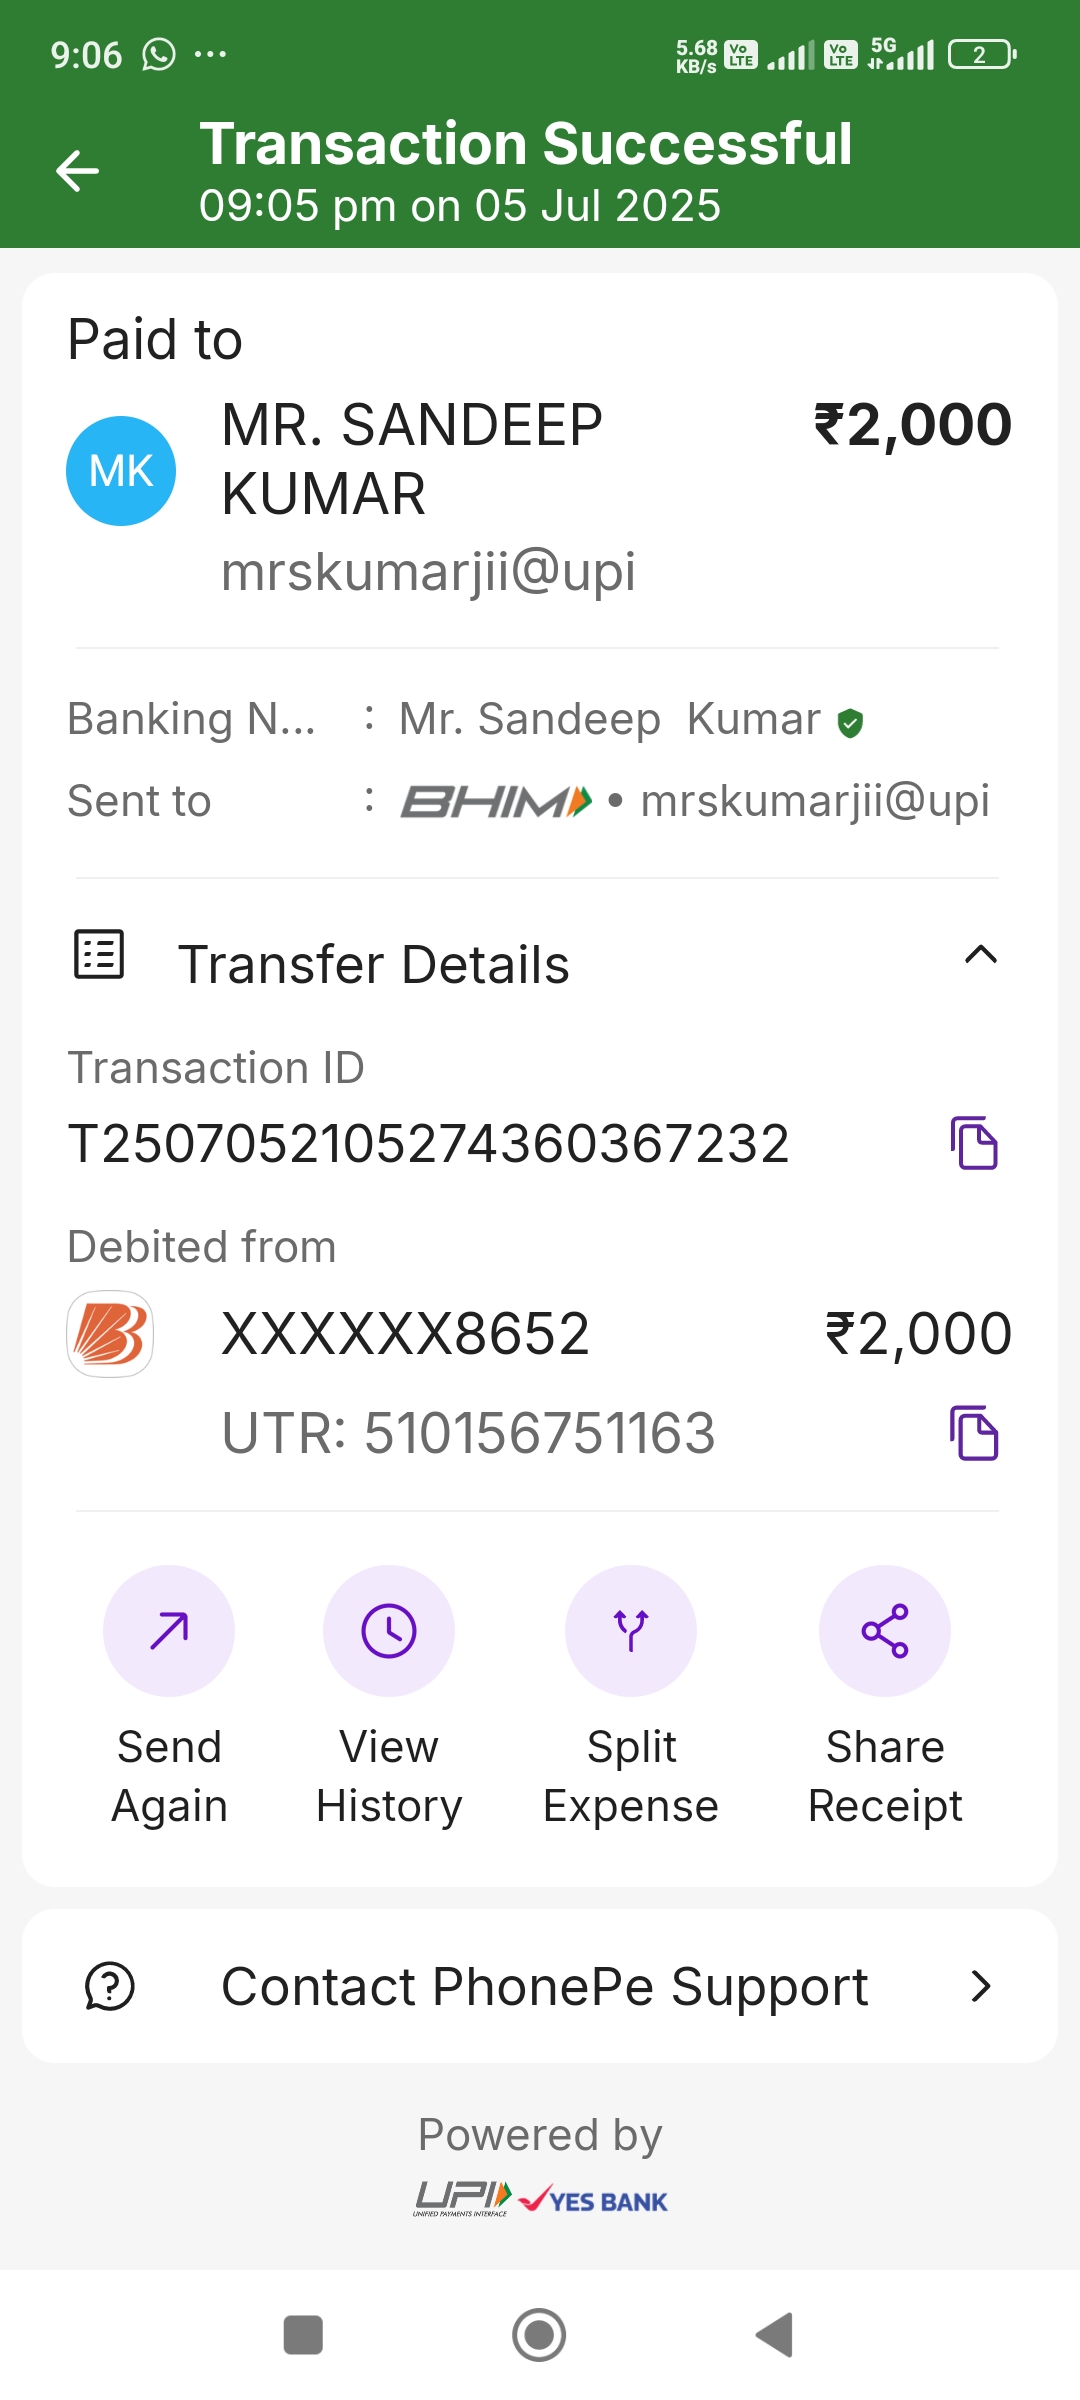 9:06 ... 5.68 KB/s Vo LTE Vo LTE 5G 2
Transaction Successful
09:05 pm on 05 Jul 2025
Paid to
MK
MR. SANDEEP
KUMAR
₹2,000
mrskumarjii@upi
Banking N... : Mr. Sandeep Kumar
Sent to : BHIM • mrskumarjii@upi
Transfer Details
Transaction ID
T2507052105274360367232
Debited from
XXXXXX8652 ₹2,000
UTR: 510156751163
Send Again
View History
Split Expense
Share Receipt
Contact PhonePe Support
Powered by
UPI YES BANK
UNIFIED PAYMENTS INTERFACE